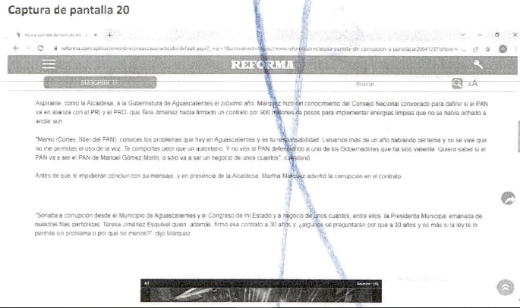 Captura de pantalla 20
REFORMA
SUSCRÍBETE
Buscar
AA
Aspirante, como la Alcaldesa, a la Gubernatura de Aguascalientes el próximo año, Márquez hizo del conocimiento del Consejo Nacional convocado para definir si el PAN
va en alianza con el PRI y el PRD, que Tere Jiménez había firmado un contrato por 500 millones de pesos para implementar energías limpias que no se había echado a
andar aún.
"Marko (Cortés, líder del PAN), conoces los problemas que hay en Aguascalientes y es tu responsabilidad. Llevamos más de un año hablando del tema y no se vale que
no me permitas el uso de la voz. Te comportas peor que un autoritario. Y no veo al PAN defendiendo a uno de los Gobernadores que ha sido valiente. Quiero saber si el
PAN va a ser el PAN de Manuel Gómez Morin, o sólo va a ser un negocio de unos cuantos", cuestionó.
Antes de que le impidieran concluir con su mensaje, y en presencia de la Alcaldesa, Martha Márquez advirtió la corrupción en el contrato.
"Sonaba a corrupción desde el Municipio de Aguascalientes y el Congreso de mi Estado y a negocio de unos cuantos, entre ellos, la Presidenta Municipal emanada de
nuestras filas partidistas, Teresa Jiménez Esquivel quien, además, firmó ese contrato a 30 años y ¿algunos se preguntarán por qué a 30 años y no más si la ley te lo
permite sin problema o por qué no menos?", dijo Márquez.